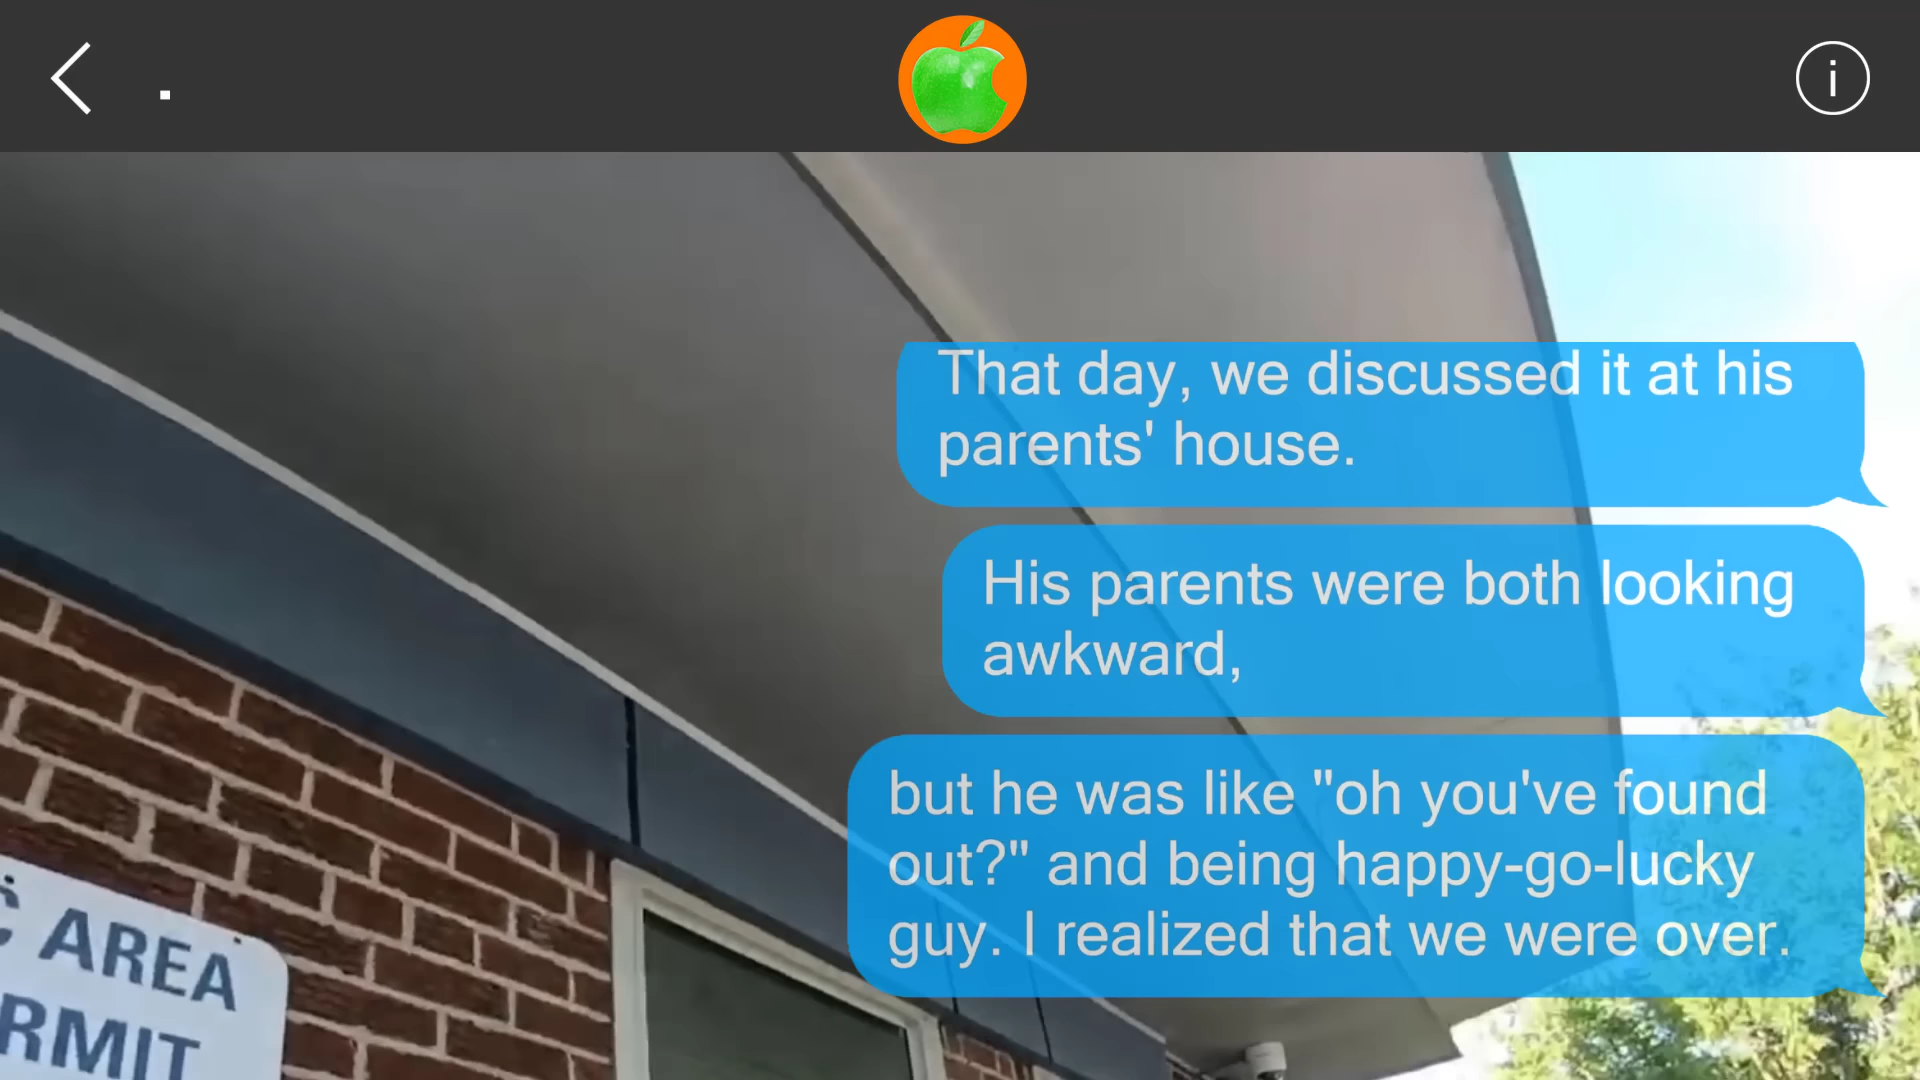 .
That day, we discussed it at his
parents' house.
His parents were both looking
awkward,
but he was like "oh you've found
out?" and being happy-go-lucky
guy. I realized that we were over.
AREA
RMIT